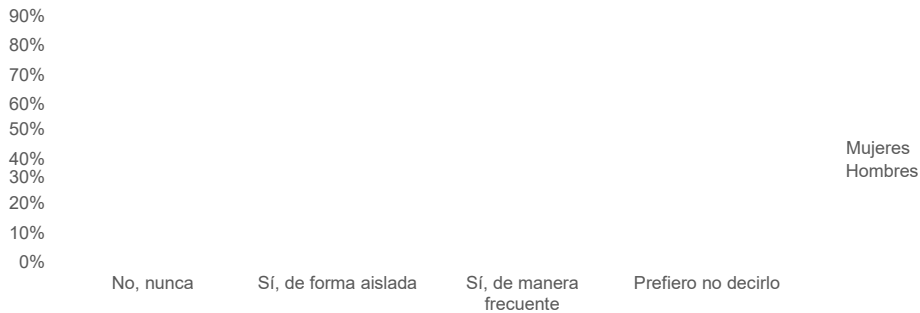 90%
80%
70%
60%
50%
40%
30%
20%
10%
0%
Mujeres
Hombres
No, nunca
Sí, de forma aislada
Sí, de manera
frecuente
Prefiero no decirlo